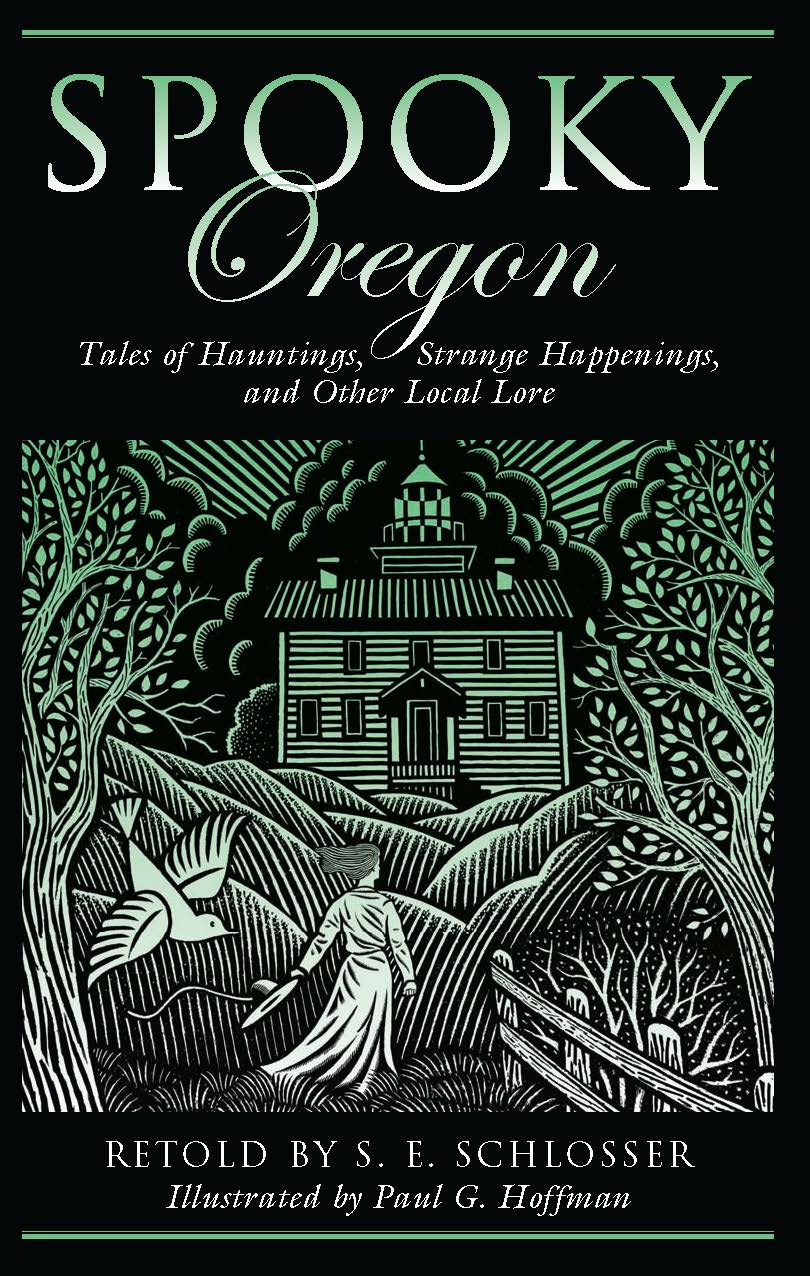 SPOOKY
Oregon
Tales of Hauntings, Strange Happenings,
and Other Local Lore
RETOLD BY S. E. SCHLOSSER
Illustrated by Paul G. Hoffman